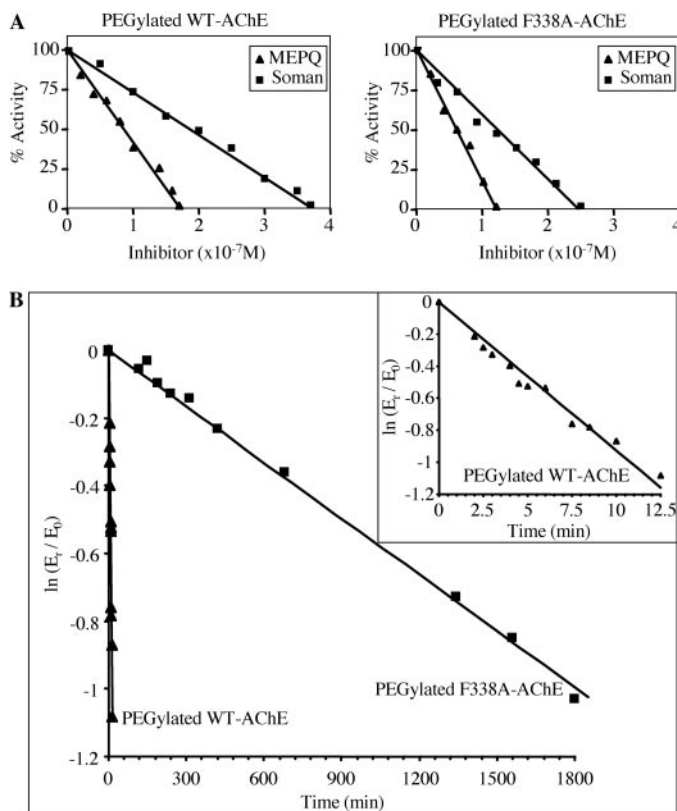 A
PEGylated WT-AChE
PEGylated F338A-AChE
100
75
50
25
0
% Activity
▲ MEPQ
■ Soman
0 1 2 3 4
Inhibitor (x10⁻⁷M)
100
75
50
25
0
% Activity
▲ MEPQ
■ Soman
0 1 2 3 4
Inhibitor (x10⁻⁷M)
B
0
-0.2
-0.4
-0.6
-0.8
-1
-1.2
ln (Eᵣ / E₀)
PEGylated WT-AChE
PEGylated F338A-AChE
0 300 600 900 1200 1500 1800
Time (min)
0
-0.2
-0.4
-0.6
-0.8
-1
-1.2
ln (Eᵣ / E₀)
PEGylated WT-AChE
0 2.5 5 7.5 10 12.5
Time (min)